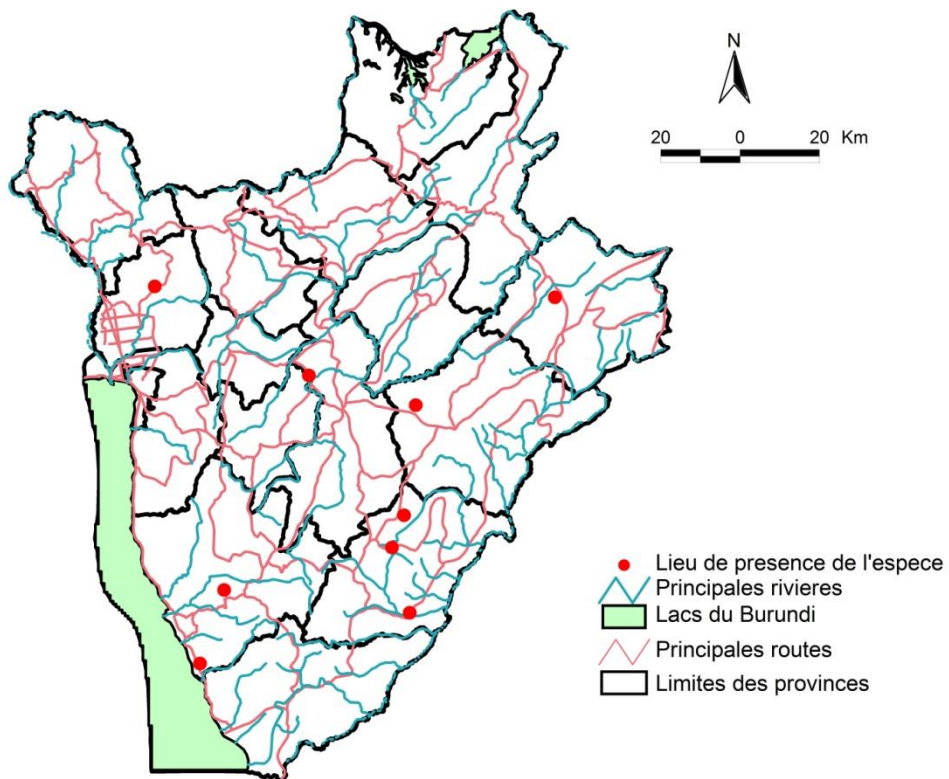 N
20 0 20 Km
Lieu de presence de l'espece
Principales rivieres
Lacs du Burundi
Principales routes
Limites des provinces